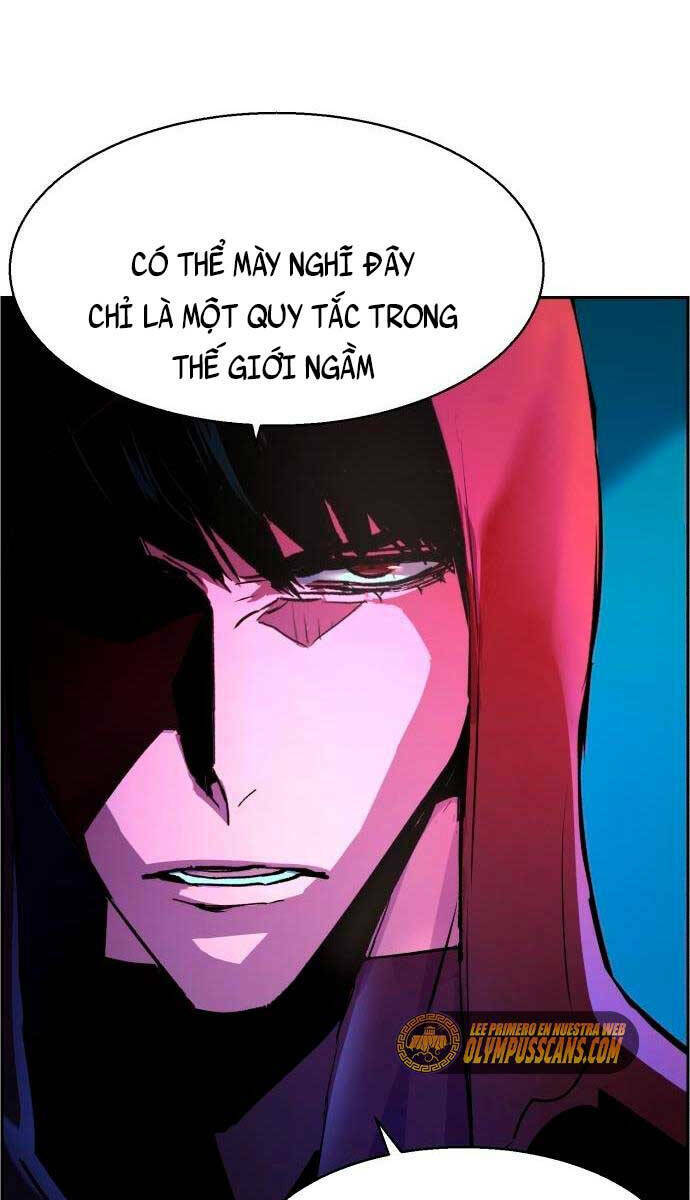 CÓ THỂ MÀY NGHĨ ĐÂY
CHỈ LÀ MỘT QUY TẮC TRONG
THẾ GIỚI NGẦM
LEE PRIMERO EN NUESTRA WEB
OLYMPUSSCANS.COM